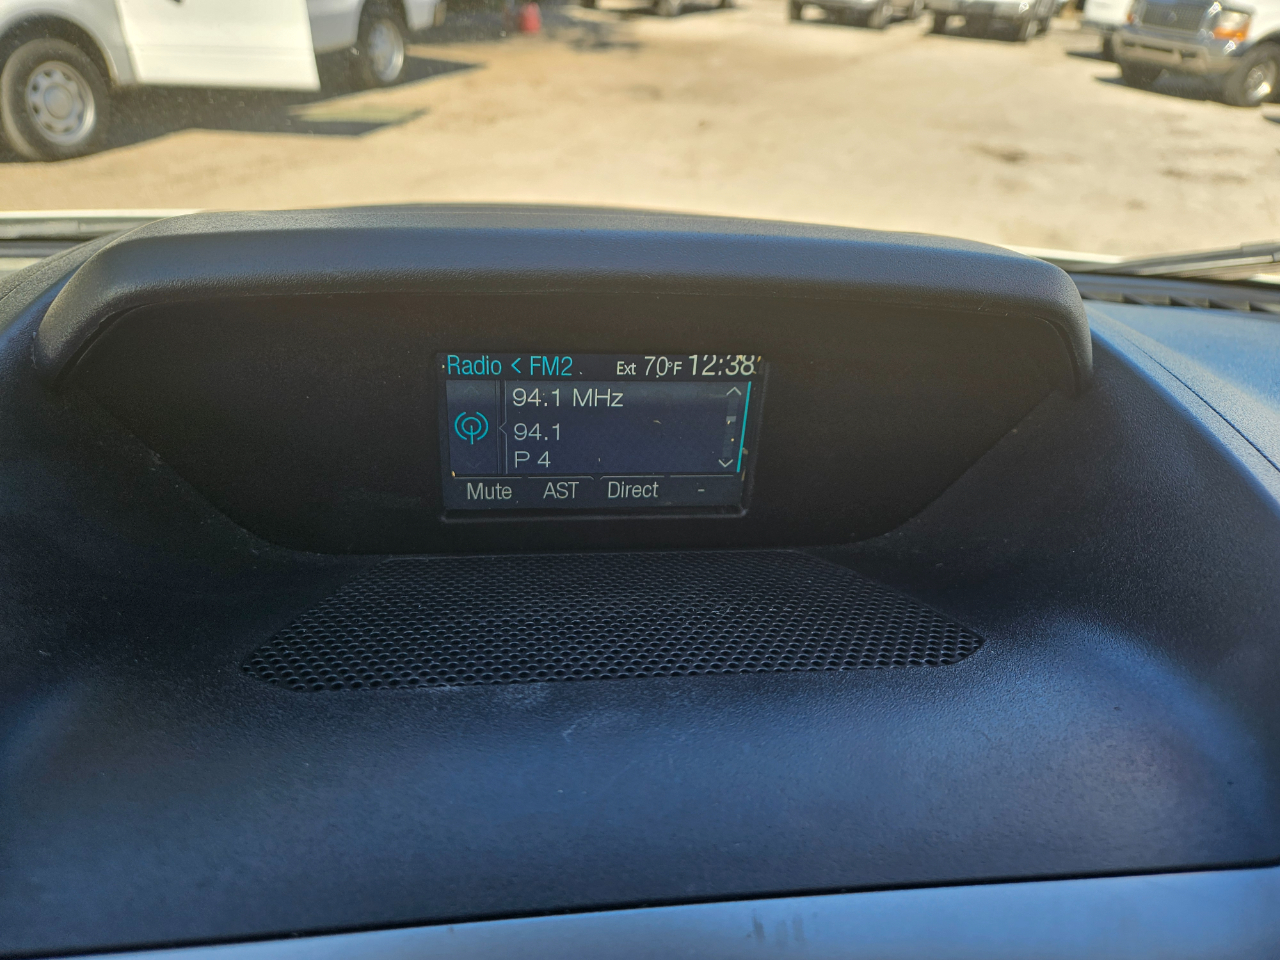 Radio < FM2 Ext 70°F 12:38
94.1 MHz
94.1
P 4
Mute AST Direct -